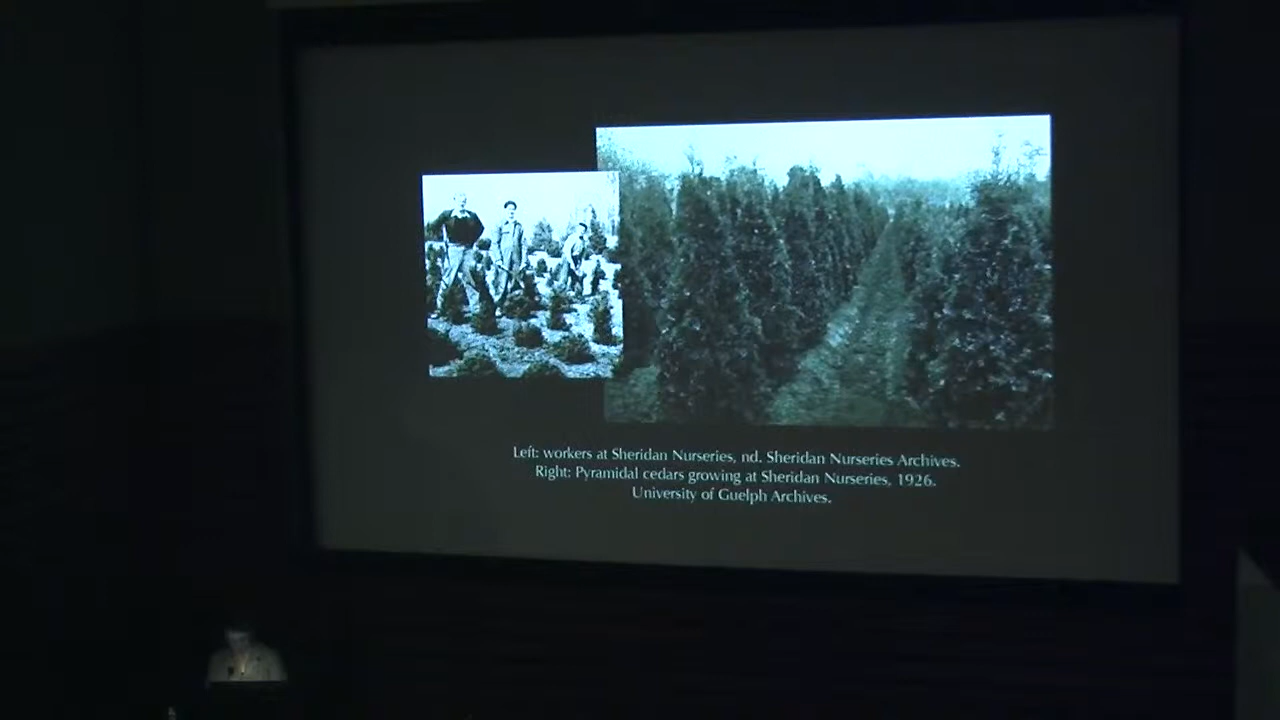 Left: workers at Sheridan Nurseries, nd. Sheridan Nurseries Archives.
Right: Pyramidal cedars growing at Sheridan Nurseries, 1926.
University of Guelph Archives.